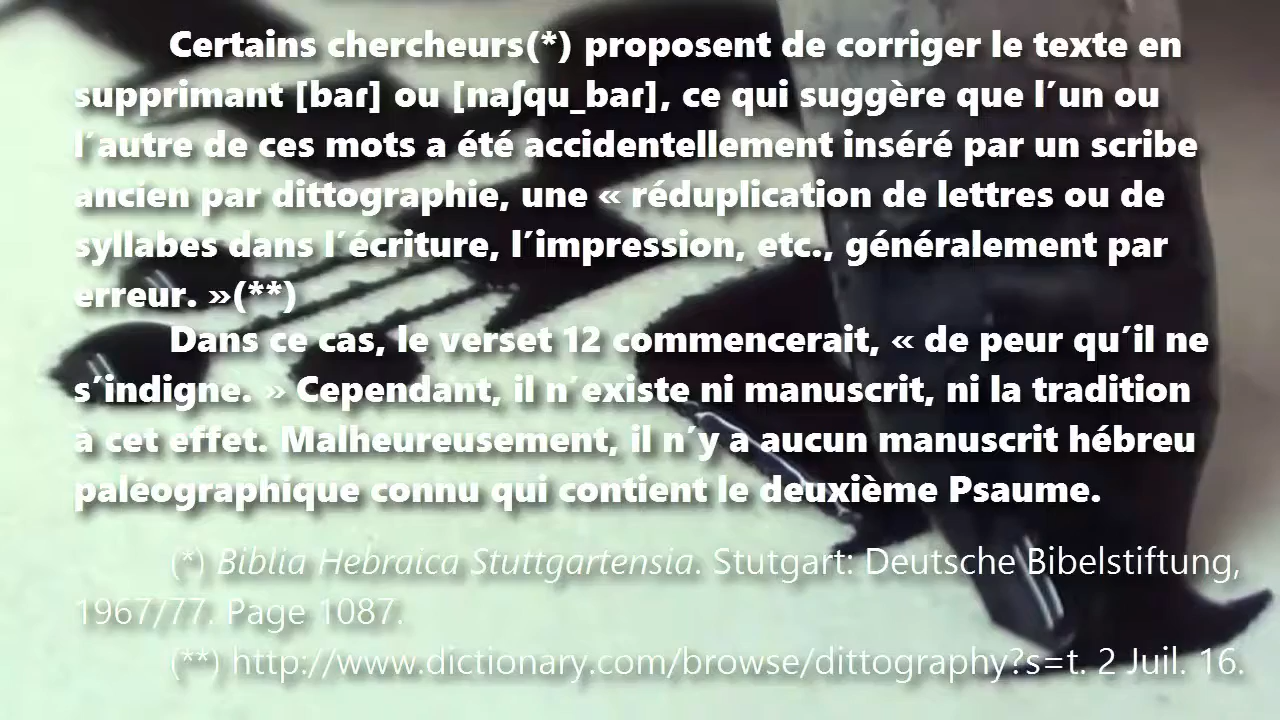 Certains chercheurs(*) proposent de corriger le texte en
supprimant [baɾ] ou [naʃqu_baɾ], ce qui suggère que l´un ou
l´autre de ces mots a été accidentellement inséré par un scribe
ancien par dittographie, une « réduplication de lettres ou de
syllabes dans l´écriture, l´impression, etc., généralement par
erreur. »(**)
Dans ce cas, le verset 12 commencerait, « de peur qu´il ne
s´indigne. » Cependant, il n´existe ni manuscrit, ni la tradition
à cet effet. Malheureusement, il n´y a aucun manuscrit hébreu
paléographique connu qui contient le deuxième Psaume.
(*) Biblia Hebraica Stuttgartensia. Stutgart: Deutsche Bibelstiftung,
1967/77. Page 1087.
(**) http://www.dictionary.com/browse/dittography?s=t. 2 Juil. 16.